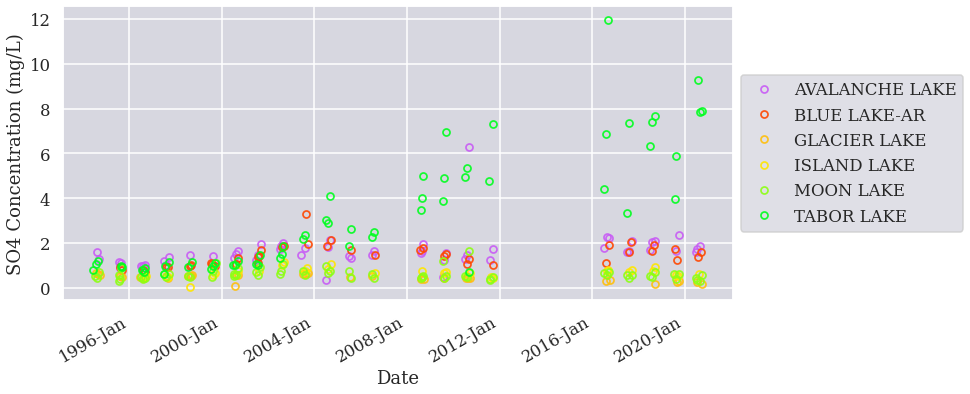 SO4 Concentration (mg/L)
12
10
8
6
4
2
0
1996-Jan
2000-Jan
2004-Jan
2008-Jan
2012-Jan
2016-Jan
2020-Jan
Date
AVALANCHE LAKE
BLUE LAKE-AR
GLACIER LAKE
ISLAND LAKE
MOON LAKE
TABOR LAKE